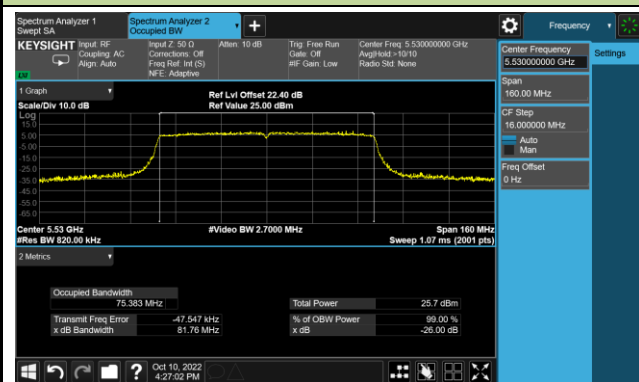 Spectrum Analyzer 1
Swept SA
Spectrum Analyzer 2
Occupied BW
Frequency
KEYSIGHT
Input: RF
Coupling: AC
Align: Auto
Input Z: 50 Ω
Corrections: Off
Freq Ref: Int (S)
NFE: Adaptive
Atten: 10 dB
Trig: Free Run
Gate: Off
#IF Gain: Low
Center Freq: 5.530000000 GHz
Avg|Hold:>10/10
Radio Std: None
Center Frequency
5.530000000 GHz
Settings
Span
160.00 MHz
CF Step
16.000000 MHz
Auto
Man
Freq Offset
0 Hz
1 Graph
Scale/Div 10.0 dB
Ref Lvl Offset 22.40 dB
Ref Value 25.00 dBm
Log
15.0
5.00
-5.00
-15.0
-25.0
-35.0
-45.0
-55.0
-65.0
Center 5.53 GHz
#Res BW 820.00 kHz
#Video BW 2.7000 MHz
Span 160 MHz
Sweep 1.07 ms (2001 pts)
2 Metrics
Occupied Bandwidth
75.383 MHz
Total Power 25.7 dBm
Transmit Freq Error -47.547 kHz
% of OBW Power 99.00 %
x dB Bandwidth 81.76 MHz
x dB -26.00 dB
Oct 10, 2022
4:27:02 PM